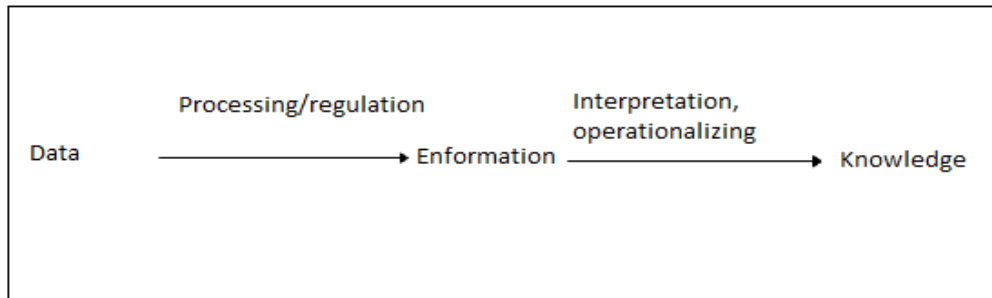 Processing/regulation
Interpretation,
operationalizing
Data
Enformation
Knowledge